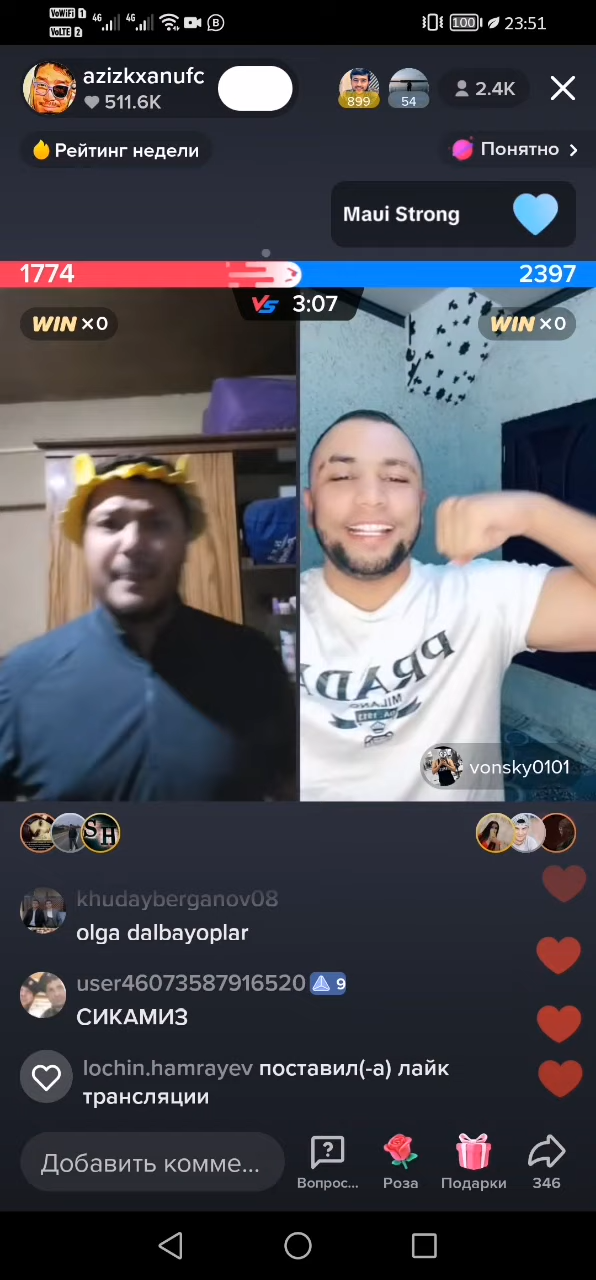 VoWiFi 1
VoLTE 2
4G
4G
100
23:51
azizkxanufc
511.6K
899
54
2.4K
Рейтинг недели
Понятно
Maui Strong
1774
2397
VS 3:07
WIN ×0
WIN ×0
PRADA
MILANO
vonsky0101
SH
khudayberganov08
olga dalbayoplar
user46073587916520 9
СИКАМИЗ
lochin.hamrayev поставил(-а) лайк
трансляции
Добавить комме...
Вопрос...
Роза
Подарки
346